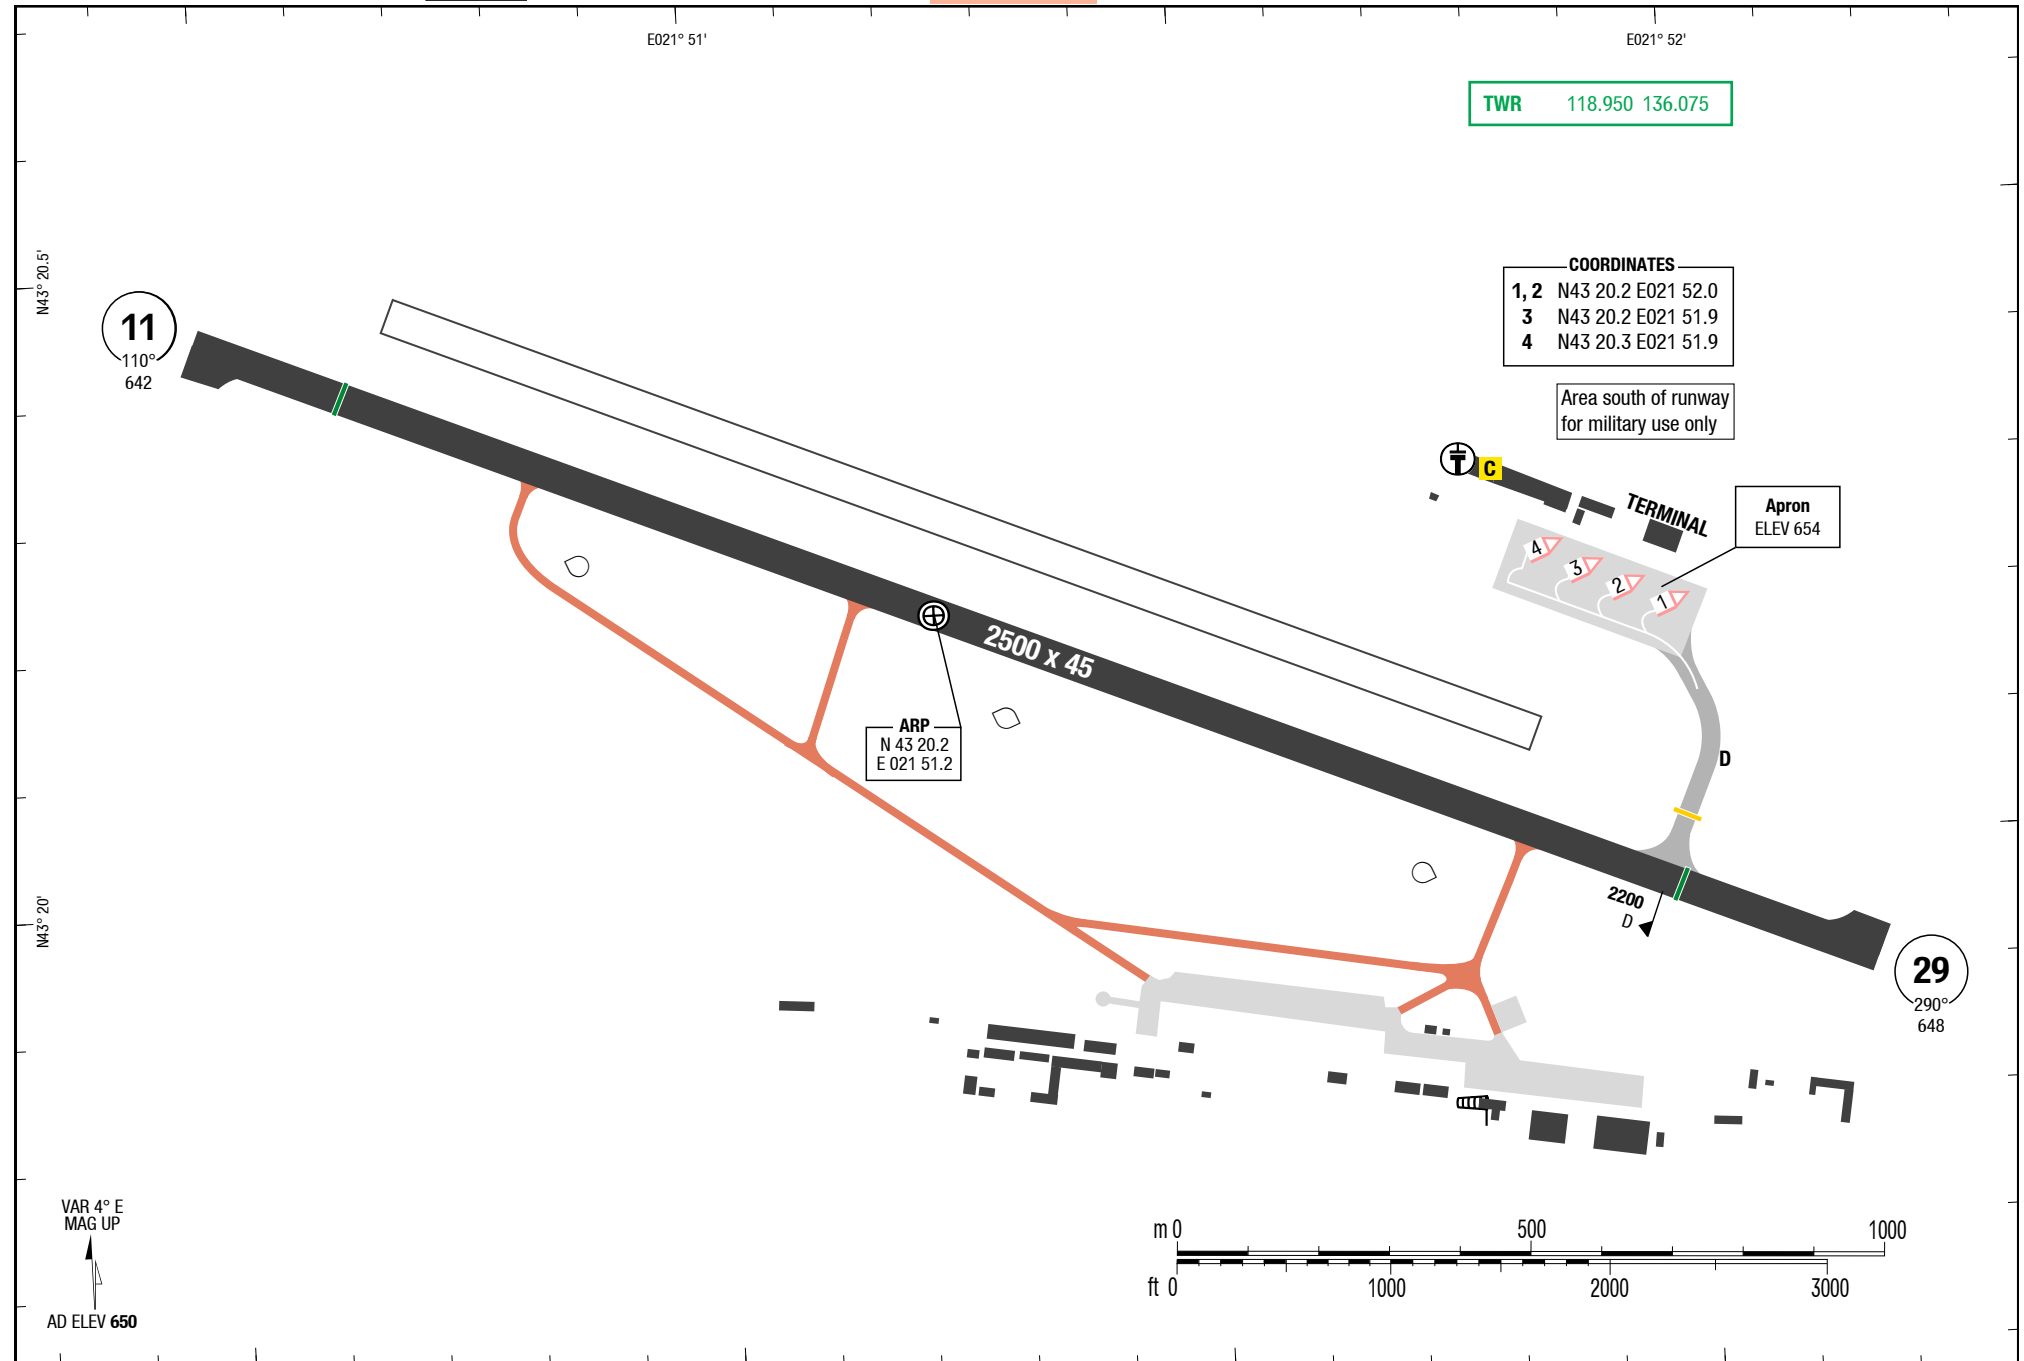 E021° 51'
E021° 52'
TWR 118.950 136.075
N43° 20.5'
COORDINATES
1, 2 N43 20.2 E021 52.0
3 N43 20.2 E021 51.9
4 N43 20.3 E021 51.9
11
110°
642
Area south of runway
for military use only
C
TERMINAL
Apron
ELEV 654
4
3
2
1
2500 x 45
ARP
N 43 20.2
E 021 51.2
D
2200
D
N43° 20'
29
290°
648
VAR 4° E
MAG UP
AD ELEV 650
m 0 500 1000
ft 0 1000 2000 3000